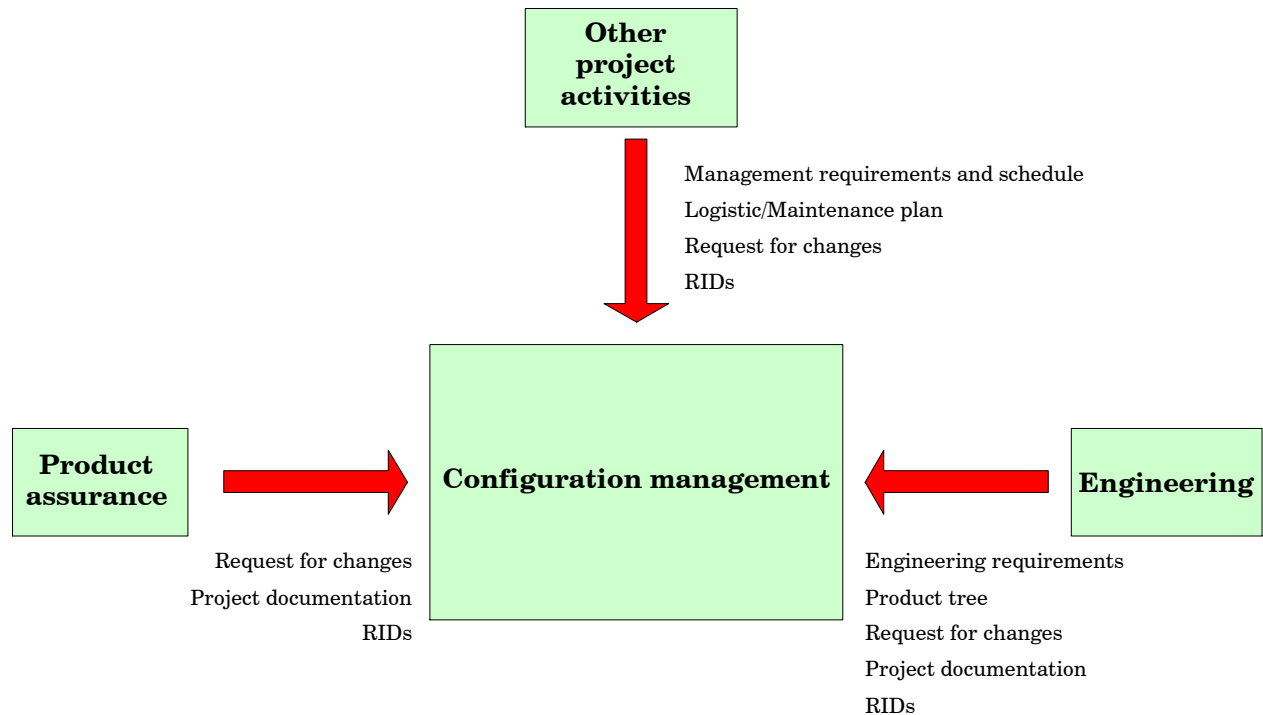 Other
project
activities
Management requirements and schedule
Logistic/Maintenance plan
Request for changes
RIDs
Product
assurance
Configuration management
Engineering
Request for changes
Project documentation
RIDs
Engineering requirements
Product tree
Request for changes
Project documentation
RIDs